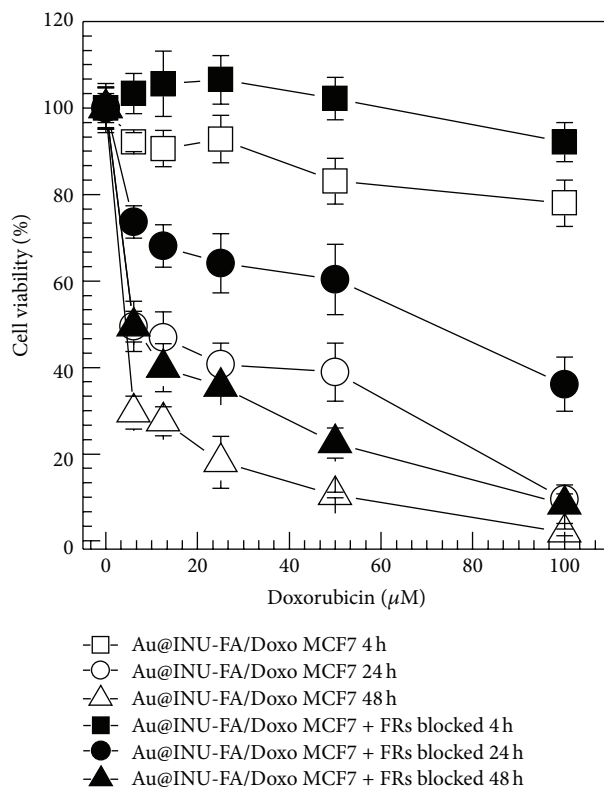 120
100
80
60
40
20
0
Cell viability (%)
0 20 40 60 80 100
Doxorubicin (μM)
Au@INU-FA/Doxo MCF7 4 h
Au@INU-FA/Doxo MCF7 24 h
Au@INU-FA/Doxo MCF7 48 h
Au@INU-FA/Doxo MCF7 + FRs blocked 4 h
Au@INU-FA/Doxo MCF7 + FRs blocked 24 h
Au@INU-FA/Doxo MCF7 + FRs blocked 48 h